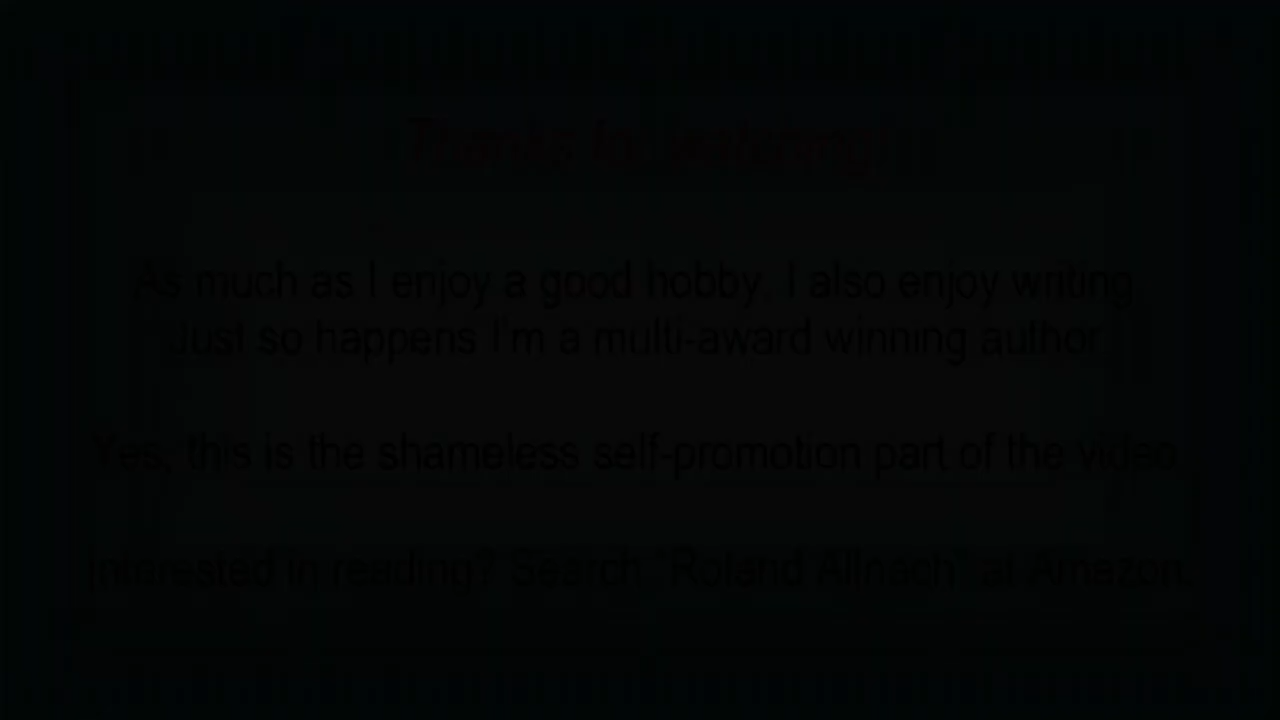 Thanks for watching!
As much as I enjoy a good hobby, I also enjoy writing
Just so happens I'm a multi-award winning author
Yes, this is the shameless self-promotion part of the video
Interested in reading? Search "Roland Allnach" at Amazon.